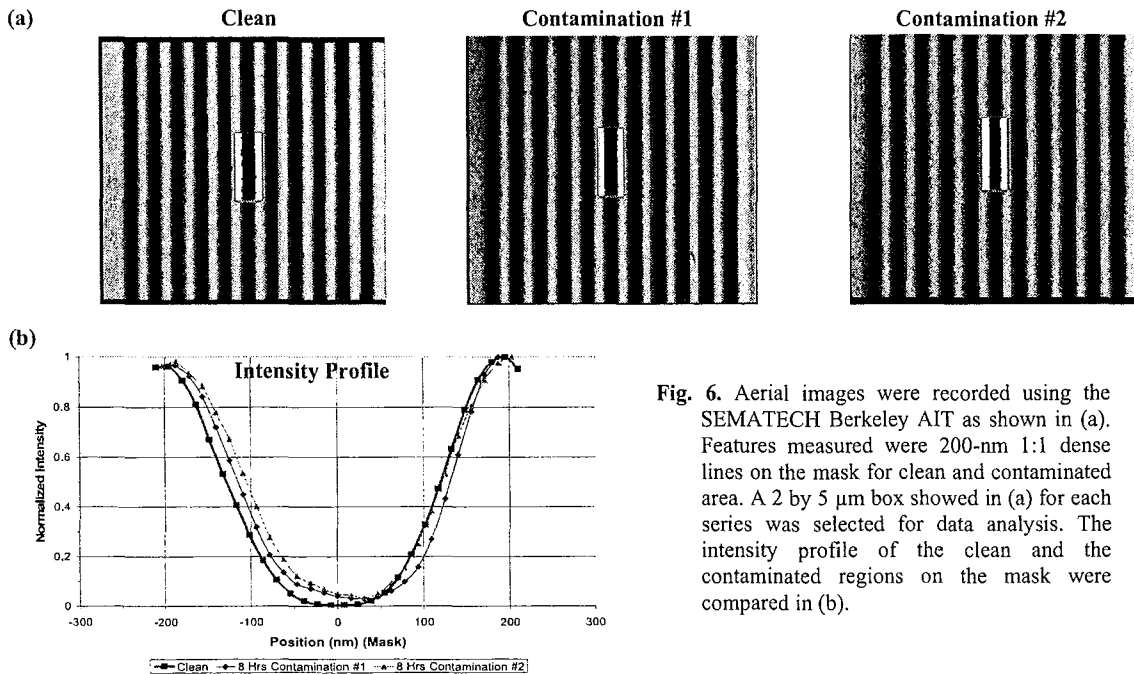 (a)
Clean
Contamination #1
Contamination #2
(b)
Intensity Profile
1
0.8
0.6
0.4
0.2
0
Normalized Intensity
-300
-200
-100
0
100
200
300
Position (nm) (Mask)
Clean
8 Hrs Contamination #1
8 Hrs Contamination #2
Fig. 6. Aerial images were recorded using the
SEMATECH Berkeley AIT as shown in (a).
Features measured were 200-nm 1:1 dense
lines on the mask for clean and contaminated
area. A 2 by 5 μm box showed in (a) for each
series was selected for data analysis. The
intensity profile of the clean and the
contaminated regions on the mask were
compared in (b).